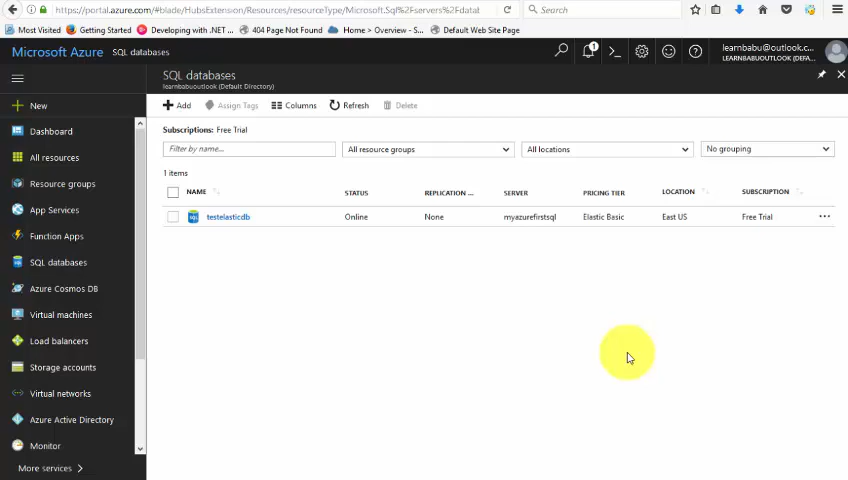 https://portal.azure.com/#blade/HubsExtension/Resources/resourceType/Microsoft.Sql%2Fservers%2Fdatab
Search
Most Visited
Getting Started
Developing with .NET ...
404 Page Not Found
Home > Overview - S...
Default Web Site Page
Microsoft Azure
SQL databases
1
learnbabu@outlook.c...
LEARNBABUOUTLOOK (DEFA...
SQL databases
learnbabuoutlook (Default Directory)
New
Dashboard
All resources
Resource groups
App Services
Function Apps
SQL databases
Azure Cosmos DB
Virtual machines
Load balancers
Storage accounts
Virtual networks
Azure Active Directory
Monitor
More services
Add
Assign Tags
Columns
Refresh
Delete
Subscriptions: Free Trial
Filter by name...
All resource groups
All locations
No grouping
1 items
NAME STATUS REPLICATION ... SERVER PRICING TIER LOCATION SUBSCRIPTION
SQL testelasticdb Online None myazurefirstsql Elastic Basic East US Free Trial